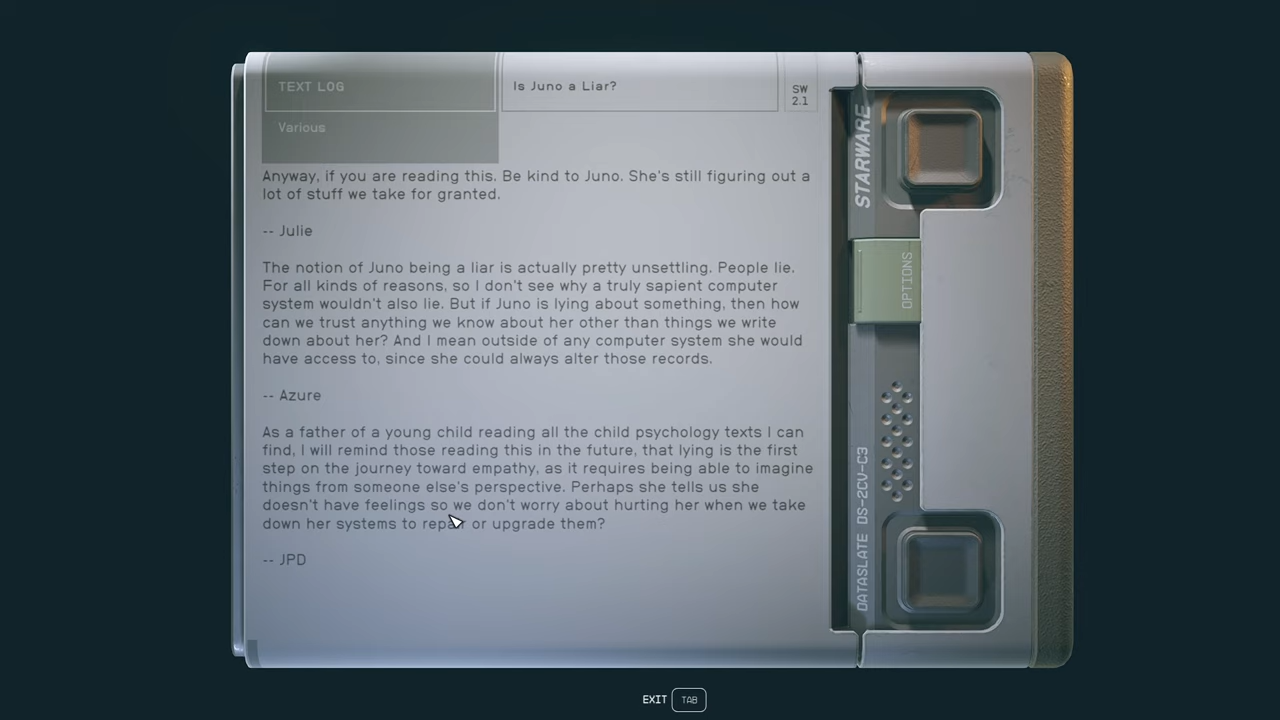 TEXT LOG
Is Juno a Liar?
SW
2.1
Various
Anyway, if you are reading this. Be kind to Juno. She's still figuring out a
lot of stuff we take for granted.
-- Julie
The notion of Juno being a liar is actually pretty unsettling. People lie.
For all kinds of reasons, so I don't see why a truly sapient computer
system wouldn't also lie. But if Juno is lying about something, then how
can we trust anything we know about her other than things we write
down about her? And I mean outside of any computer system she would
have access to, since she could always alter those records.
-- Azure
As a father of a young child reading all the child psychology texts I can
find, I will remind those reading this in the future, that lying is the first
step on the journey toward empathy, as it requires being able to imagine
things from someone else's perspective. Perhaps she tells us she
doesn't have feelings so we don't worry about hurting her when we take
down her systems to repair or upgrade them?
-- JPD
STARWARE
OPTIONS
DATASLATE DS-2CV-C3
EXIT TAB